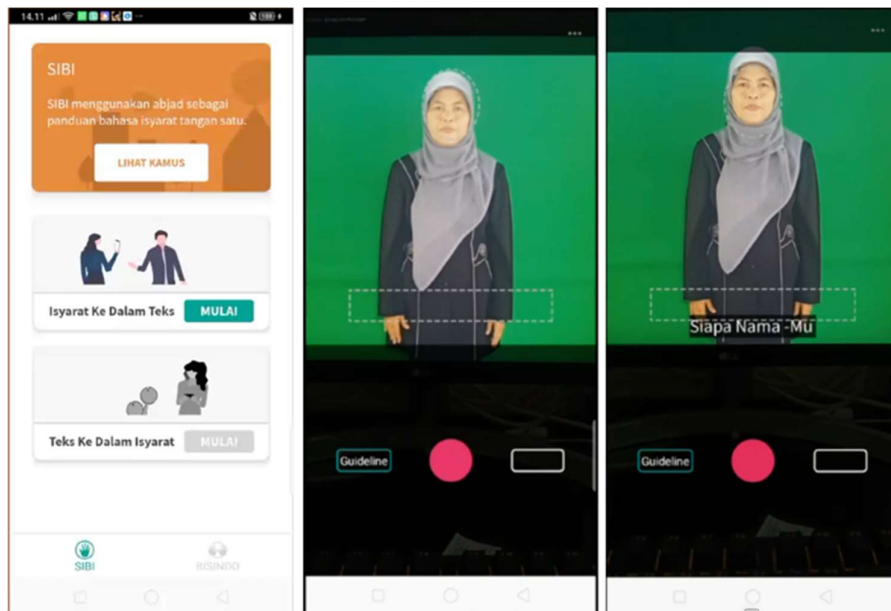 14.11
SIBI
SIBI menggunakan abjad sebagai
panduan bahasa isyarat tangan satu.
LIHAT KAMUS
Isyarat Ke Dalam Teks MULAI
Teks Ke Dalam Isyarat MULAI
SIBI BISINDO
Guideline
Siapa Nama -Mu
Guideline